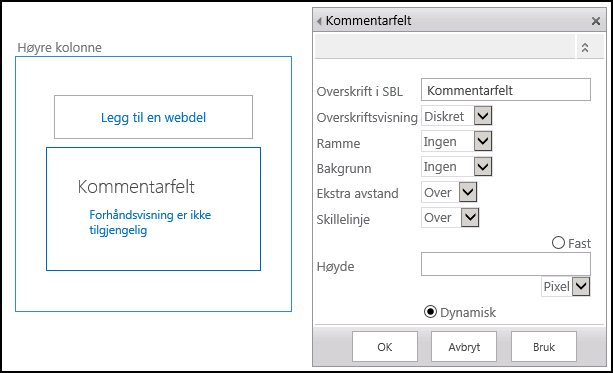 Høyre kolonne
Legg til en webdel
Kommentarfelt
Forhåndsvisning er ikke
tilgjengelig
Kommentarfelt
Overskrift i SBL Kommentarfelt
Overskriftsvisning Diskret
Ramme Ingen
Bakgrunn Ingen
Ekstra avstand Over
Skillelinje Over
Fast
Høyde
Pixel
Dynamisk
OK Avbryt Bruk